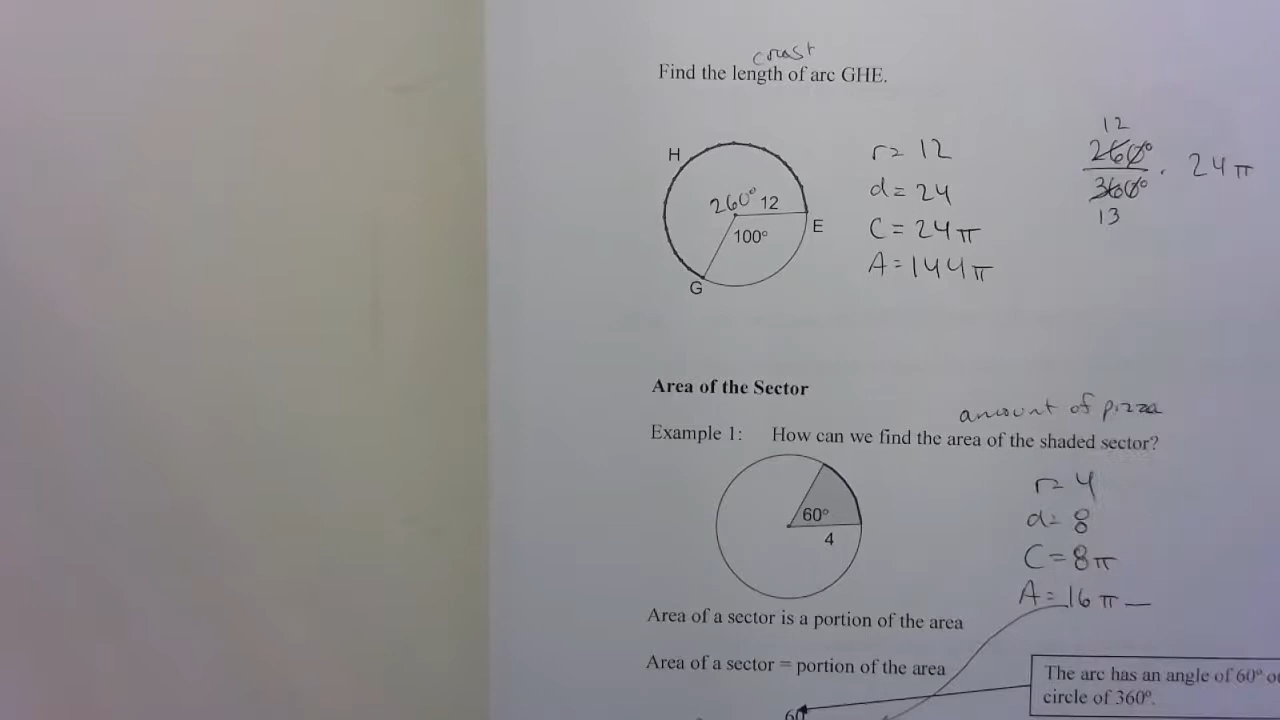 crust
Find the length of arc GHE.
12
H
r= 12
260°
360°
· 24π
13
d= 24
260° 12
E
C= 24π
100°
A=144π
G
Area of the Sector
amount of pizza
Example 1: How can we find the area of the shaded sector?
r= 4
60°
d= 8
4
C= 8π
A= 16π
Area of a sector is a portion of the area
Area of a sector = portion of the area
The arc has an angle of 60°
circle of 360°.
60